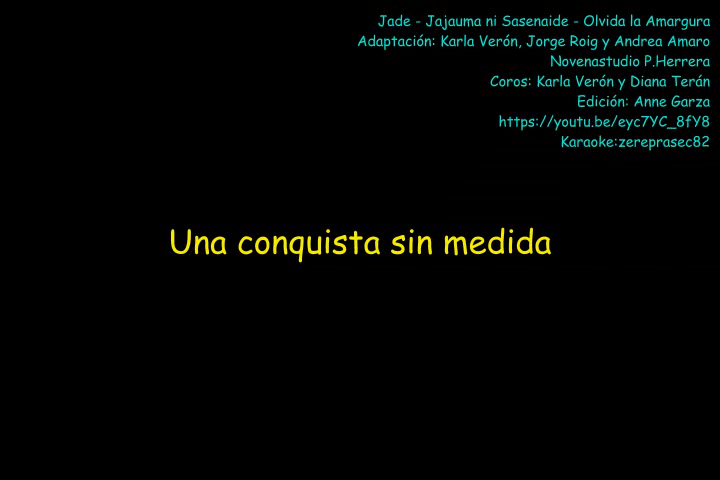 Jade - Jajauma ni Sasenaide - Olvida la Amargura
Adaptación: Karla Verón, Jorge Roig y Andrea Amaro
Novenastudio P.Herrera
Coros: Karla Verón y Diana Terán
Edición: Anne Garza
https://youtu.be/eyc7YC_8fY8
Karaoke:zereprasec82
Una conquista sin medida